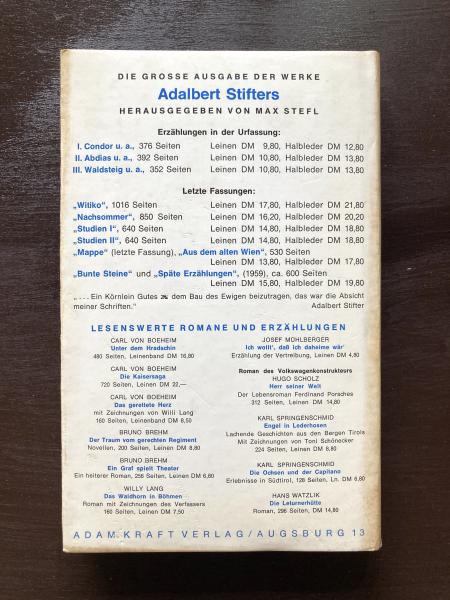 DIE GROSSE AUSGABE DER WERKE
Adalbert Stifters
HERAUSGEGEBEN VON MAX STEFL
Erzählungen in der Urfassung:
I. Condor u. a., 376 Seiten Leinen DM 9,80, Halbleder DM 12,80
II. Abdias u. a., 392 Seiten Leinen DM 10,80, Halbleder DM 13,80
III. Waldsteig u. a., 352 Seiten Leinen DM 10,80, Halbleder DM 13,80
Letzte Fassungen:
„Witiko“, 1016 Seiten Leinen DM 17,80, Halbleder DM 21,80
„Nachsommer“, 850 Seiten Leinen DM 16,20, Halbleder DM 20,20
„Studien I“, 640 Seiten Leinen DM 14,80, Halbleder DM 18,80
„Studien II“, 640 Seiten Leinen DM 14,80, Halbleder DM 18,80
„Mappe“ (letzte Fassung), „Aus dem alten Wien“, 530 Seiten
Leinen DM 13,80, Halbleder DM 17,80
„Bunte Steine“ und „Späte Erzählungen“, (1959), ca. 600 Seiten
Leinen DM 15,80, Halbleder DM 19,80
„. . . Ein Körnlein Gutes zu dem Bau des Ewigen beizutragen, das war die Absicht
meiner Schriften.“ Adalbert Stifter
LESENSWERTE ROMANE UND ERZÄHLUNGEN
CARL VON BOEHEIM
Unter dem Hradschin
480 Seiten, Leinenband DM 16,80
CARL VON BOEHEIM
Die Kaisersaga
720 Seiten, Leinen DM 22,—
CARL VON BOEHEIM
Das gerettete Herz
mit Zeichnungen von Willi Lang
160 Seiten, Leinenband DM 8,50
BRUNO BREHM
Der Traum vom gerechten Regiment
Novellen, 200 Seiten, Leinen DM 8,80
BRUNO BREHM
Ein Graf spielt Theater
Ein heiterer Roman, 256 Seiten, Leinen DM 6,80
WILLY LANG
Das Waldhorn in Böhmen
Roman mit Zeichnungen des Verfassers
160 Seiten, Leinen DM 7,50
JOSEF MÜHLBERGER
Ich wollt', daß ich daheime wär'
Erzählung der Vertreibung, Leinen DM 4,80
Roman des Volkswagenkonstrukteurs
HUGO SCHOLZ
Herr seiner Welt
Der Lebensroman Ferdinand Porsches
312 Seiten, Leinen DM 14,80
KARL SPRINGENSCHMID
Engel in Lederhosen
Lachende Geschichten aus den Bergen Tirols
Mit Zeichnungen von Toni Schönecker
224 Seiten, Leinen DM 8,80
KARL SPRINGENSCHMID
Die Ochsen und der Capitano
Erlebnisse in Südtirol, 128 Seiten, Ln. DM 6,80
HANS WATZLIK
Die Leturnerhütte
Roman, 296 Seiten, DM 14,80
ADAM KRAFT VERLAG/AUGSBURG 13